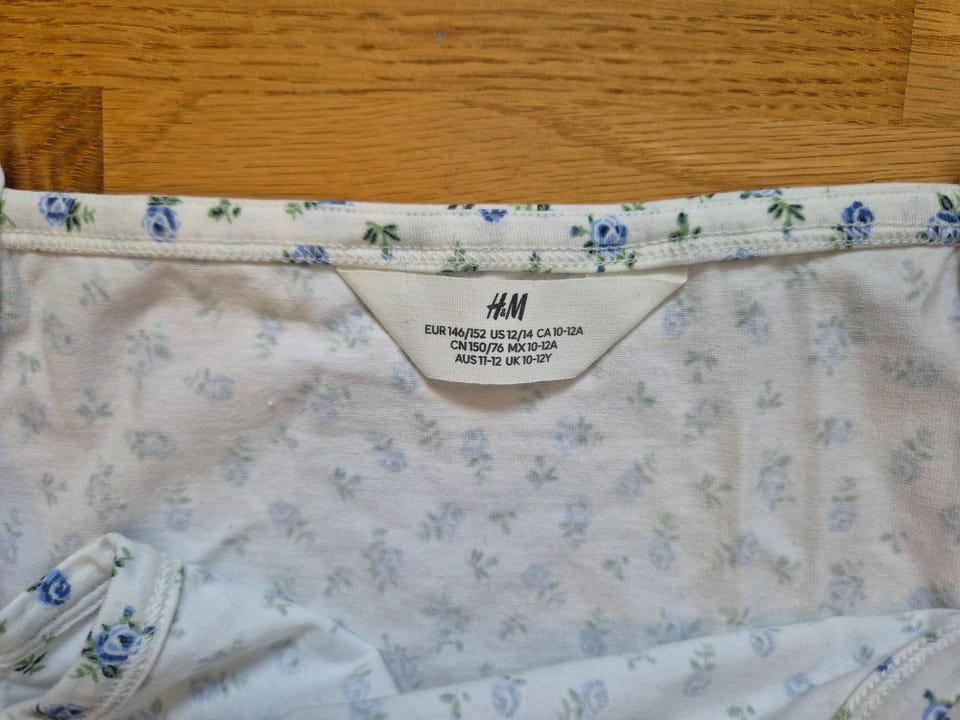 H&M
EUR 146/152 US 12/14 CA 10-12A
CN 150/76 MX 10-12A
AUS 11-12 UK 10-12Y